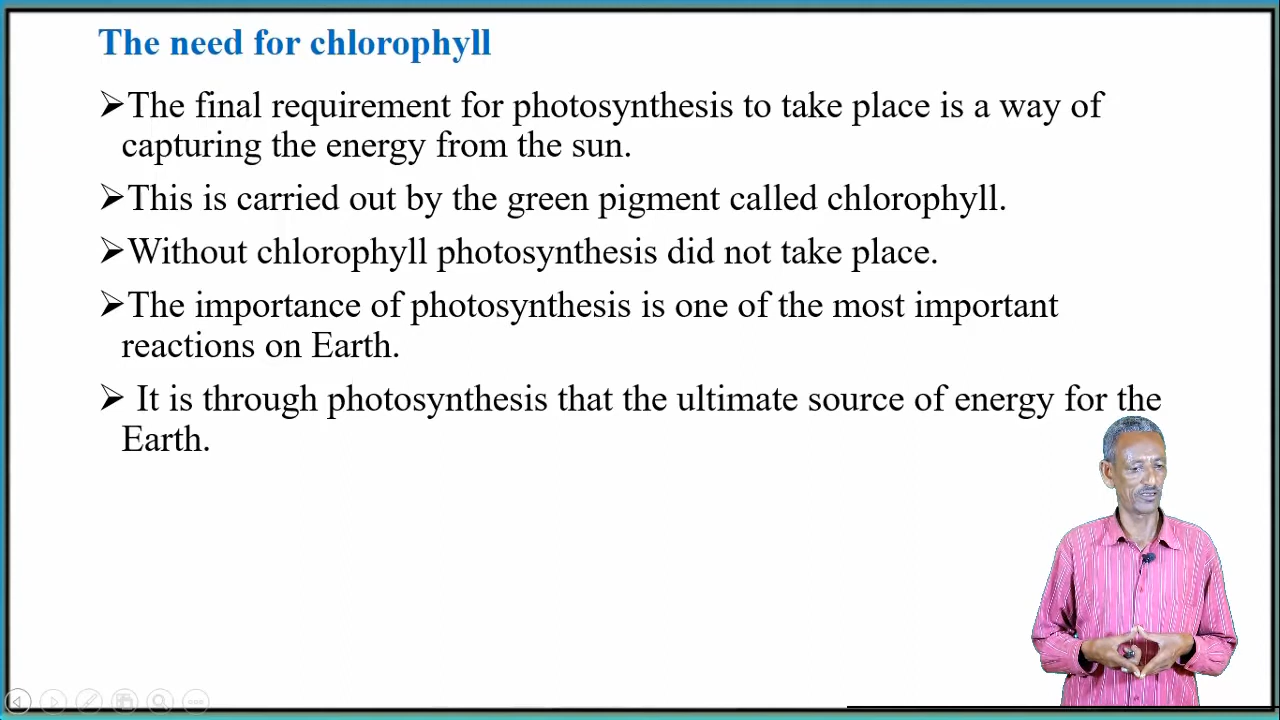 The need for chlorophyll
➢The final requirement for photosynthesis to take place is a way of
capturing the energy from the sun.
➢This is carried out by the green pigment called chlorophyll.
➢Without chlorophyll photosynthesis did not take place.
➢The importance of photosynthesis is one of the most important
reactions on Earth.
➢ It is through photosynthesis that the ultimate source of energy for the
Earth.